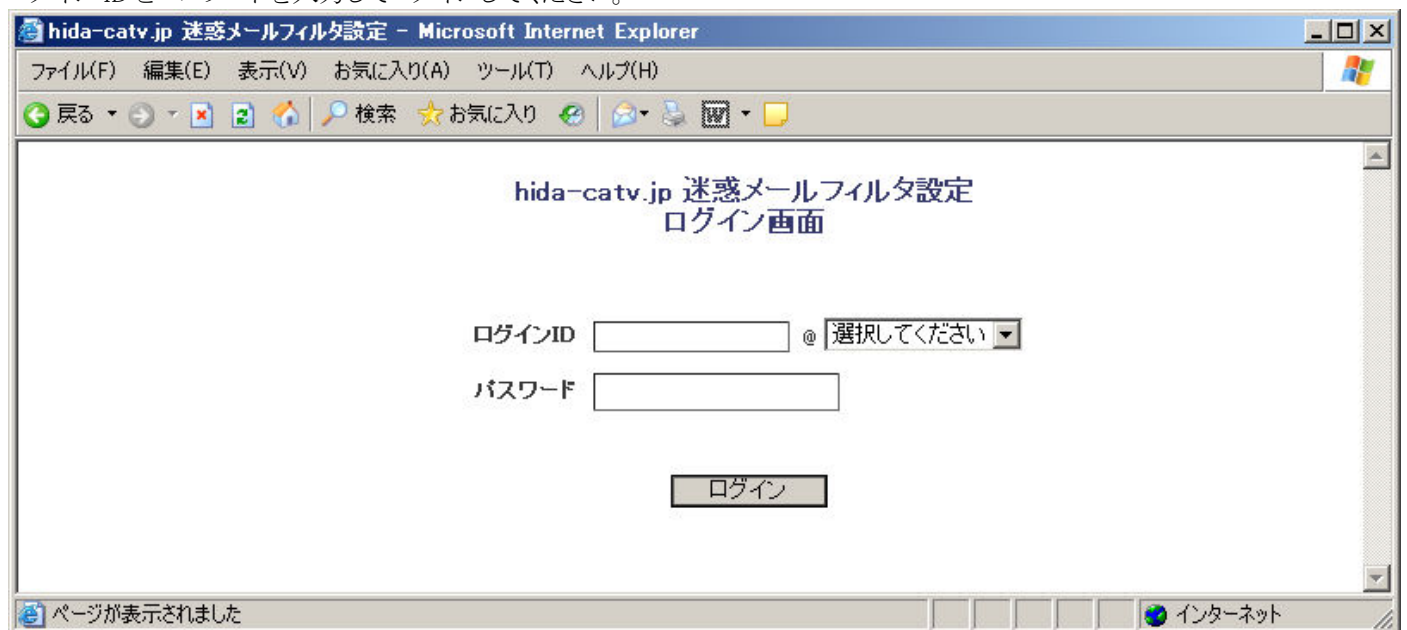 hida-catv.jp 迷惑メールフィルタ設定 - Microsoft Internet Explorer
ファイル(F) 編集(E) 表示(V) お気に入り(A) ツール(T) ヘルプ(H)
戻る 検索 お気に入り
hida-catv.jp 迷惑メールフィルタ設定
ログイン画面
ログインID @ 選択してください
パスワード
ログイン
ページが表示されました インターネット